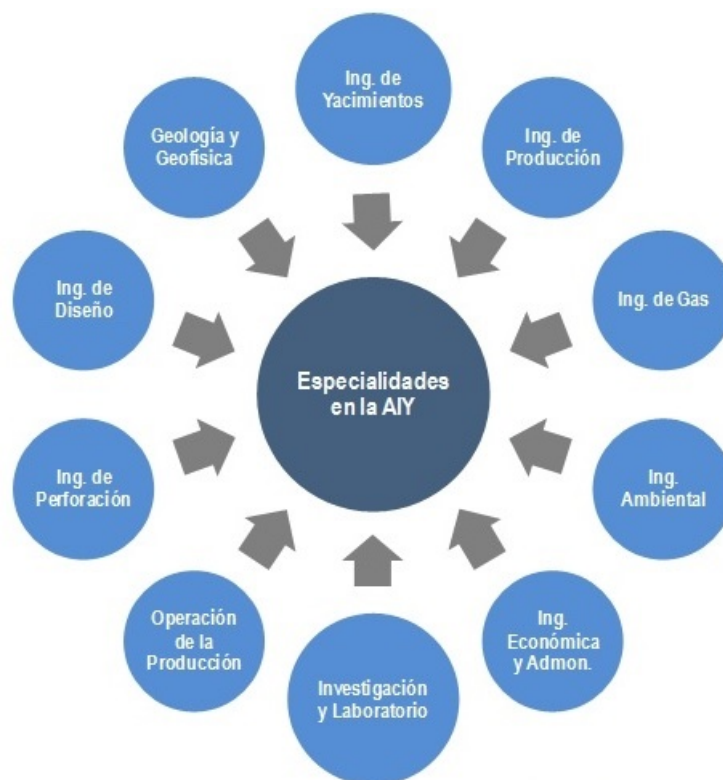 Ing. de
Yacimientos
Ing. de
Producción
Ing. de Gas
Ing.
Ambiental
Ing.
Económica
y Admon.
Investigación
y Laboratorio
Operación
de la
Producción
Ing. de
Perforación
Ing. de
Diseño
Geología y
Geofísica
Especialidades
en la AIY